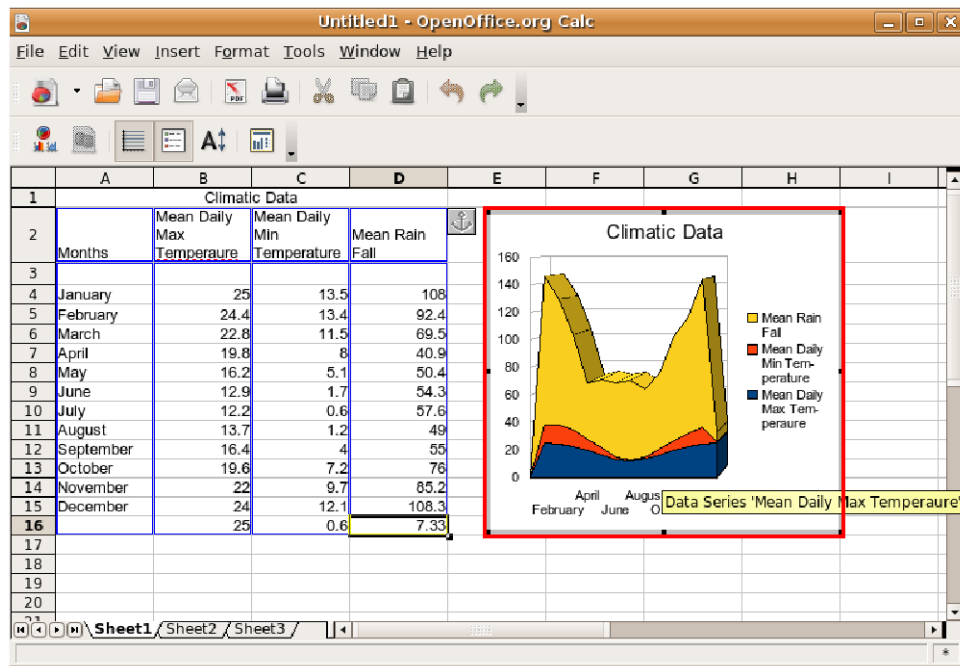 Untitled1 - OpenOffice.org Calc
File Edit View Insert Format Tools Window Help
PDF
A
A B C D E F G H I
1 Climatic Data
2 Months Mean Daily Max Temperaure Mean Daily Min Temperature Mean Rain Fall
3
4 January 25 13.5 108
5 February 24.4 13.4 92.4
6 March 22.8 11.5 69.5
7 April 19.8 8 40.9
8 May 16.2 5.1 50.4
9 June 12.9 1.7 54.3
10 July 12.2 0.6 57.6
11 August 13.7 1.2 49
12 September 16.4 4 55
13 October 19.6 7.2 76
14 November 22 9.7 85.2
15 December 24 12.1 108.3
16 25 0.6 7.33
17
18
19
20
21
Climatic Data
160
140
120
100
80
60
40
20
0
April Augus
February June O
Mean Rain
Fall
Mean Daily
Min Tem-
perature
Mean Daily
Max Tem-
peraure
Data Series 'Mean Daily Max Temperaure'
Sheet1 Sheet2 Sheet3
*